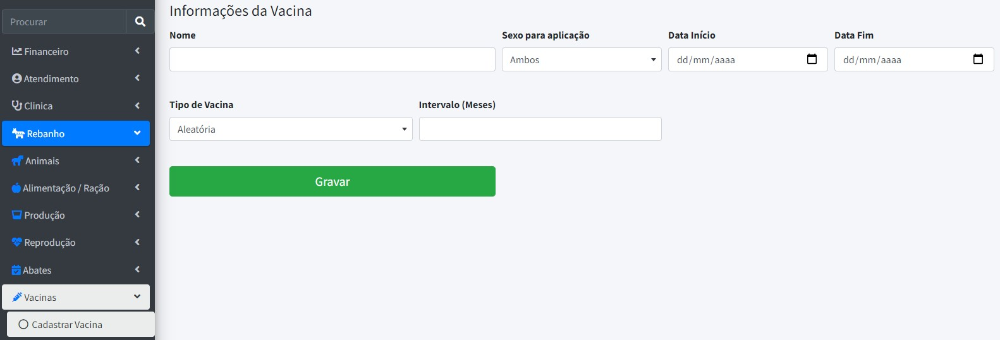 Procurar
Financeiro
Atendimento
Clinica
Rebanho
Animais
Alimentação / Ração
Produção
Reprodução
Abates
Vacinas
Cadastrar Vacina
Informações da Vacina
Nome
Sexo para aplicação
Ambos
Data Início
dd/mm/aaaa
Data Fim
dd/mm/aaaa
Tipo de Vacina
Aleatória
Intervalo (Meses)
Gravar